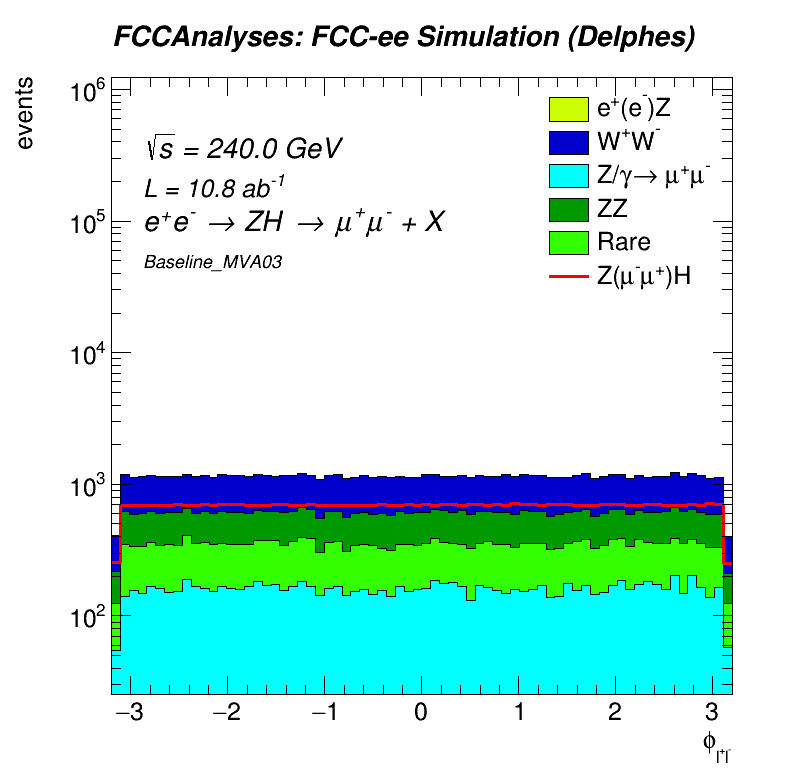 FCCAnalyses: FCC-ee Simulation (Delphes)
events
10⁶
10⁵
10⁴
10³
10²
√s = 240.0 GeV
L = 10.8 ab⁻¹
e⁺e⁻ → ZH → μ⁺μ⁻ + X
Baseline_MVA03
e⁺(e⁻)Z
W⁺W⁻
Z/γ→ μ⁺μ⁻
ZZ
Rare
Z(μ⁻μ⁺)H
−3 −2 −1 0 1 2 3
ϕ_l⁺l⁻